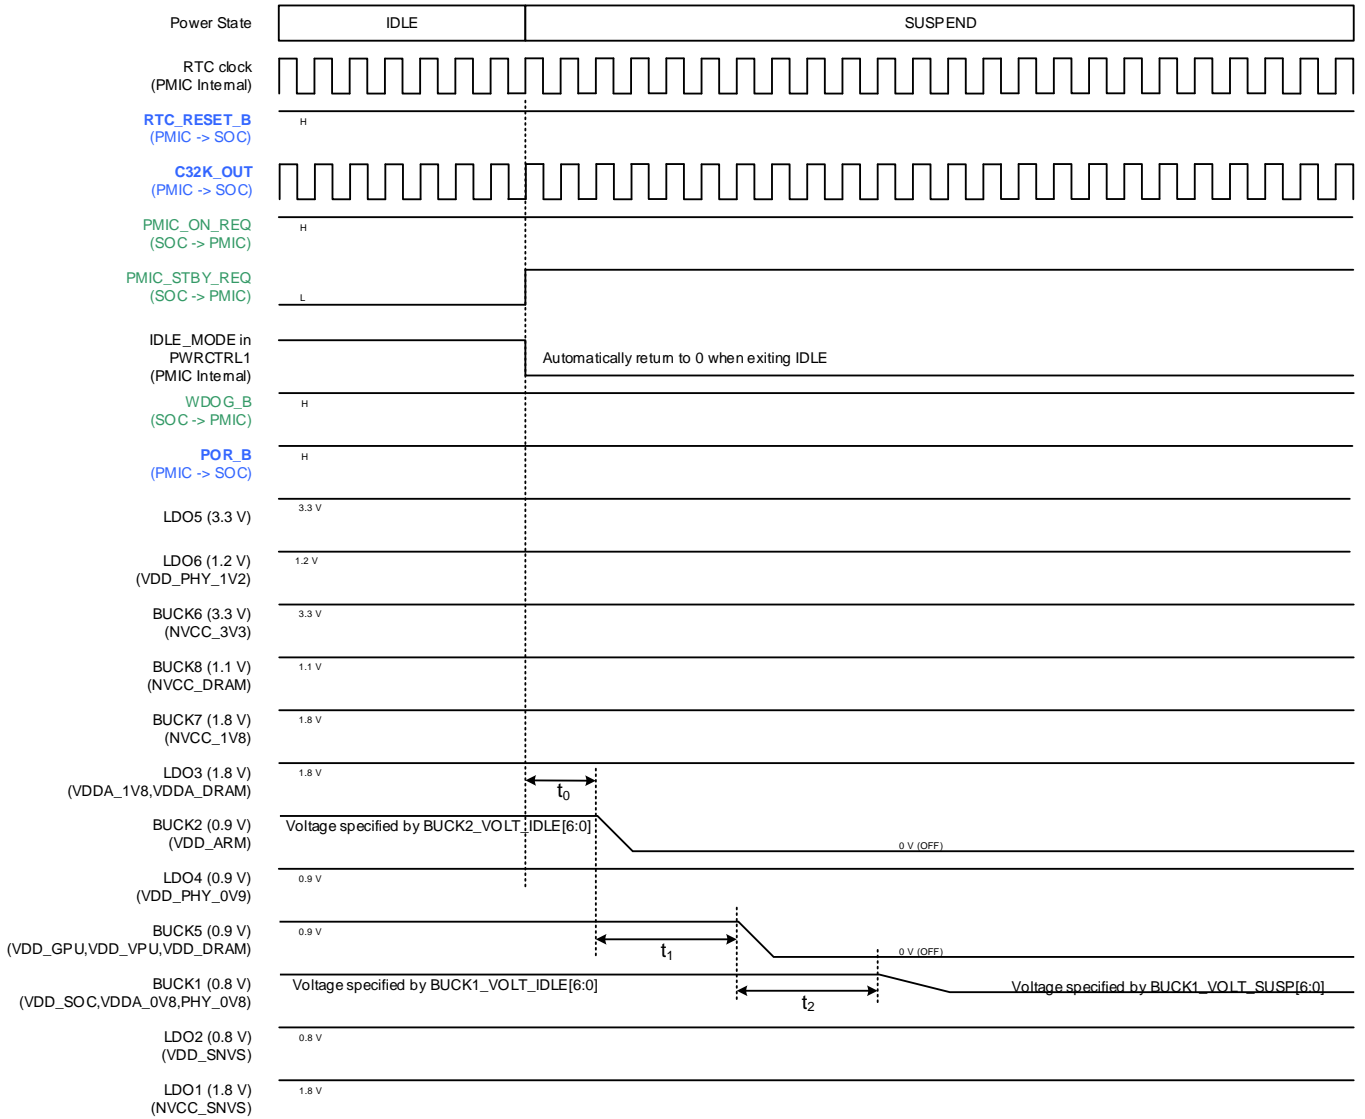 Power State
IDLE
SUSPEND
RTC clock
(PMIC Internal)
RTC_RESET_B
(PMIC -> SOC)
H
C32K_OUT
(PMIC -> SOC)
PMIC_ON_REQ
(SOC -> PMIC)
H
PMIC_STBY_REQ
(SOC -> PMIC)
L
IDLE_MODE in
PWRCTRL1
(PMIC Internal)
Automatically return to 0 when exiting IDLE
WDOG_B
(SOC -> PMIC)
H
POR_B
(PMIC -> SOC)
H
LDO5 (3.3 V)
3.3 V
LDO6 (1.2 V)
(VDD_PHY_1V2)
1.2 V
BUCK6 (3.3 V)
(NVCC_3V3)
3.3 V
BUCK8 (1.1 V)
(NVCC_DRAM)
1.1 V
BUCK7 (1.8 V)
(NVCC_1V8)
1.8 V
LDO3 (1.8 V)
(VDDA_1V8,VDDA_DRAM)
1.8 V
t0
BUCK2 (0.9 V)
(VDD_ARM)
Voltage specified by BUCK2_VOLT_IDLE[6:0]
0 V (OFF)
LDO4 (0.9 V)
(VDD_PHY_0V9)
0.9 V
BUCK5 (0.9 V)
(VDD_GPU,VDD_VPU,VDD_DRAM)
0.9 V
t1
0 V (OFF)
BUCK1 (0.8 V)
(VDD_SOC,VDDA_0V8,PHY_0V8)
Voltage specified by BUCK1_VOLT_IDLE[6:0]
t2
Voltage specified by BUCK1_VOLT_SUSP[6:0]
LDO2 (0.8 V)
(VDD_SNVS)
0.8 V
LDO1 (1.8 V)
(NVCC_SNVS)
1.8 V